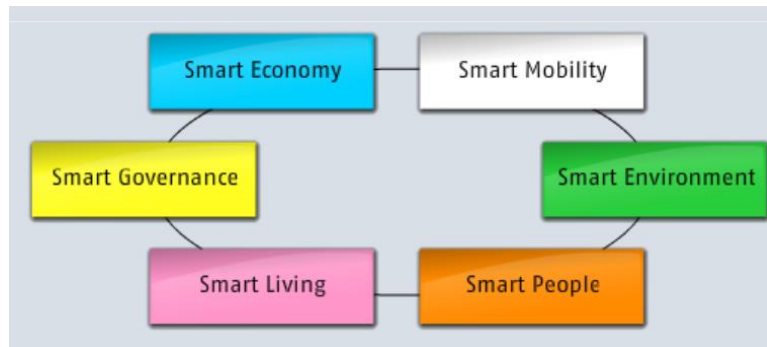 Smart Economy
Smart Mobility
Smart Governance
Smart Environment
Smart Living
Smart People